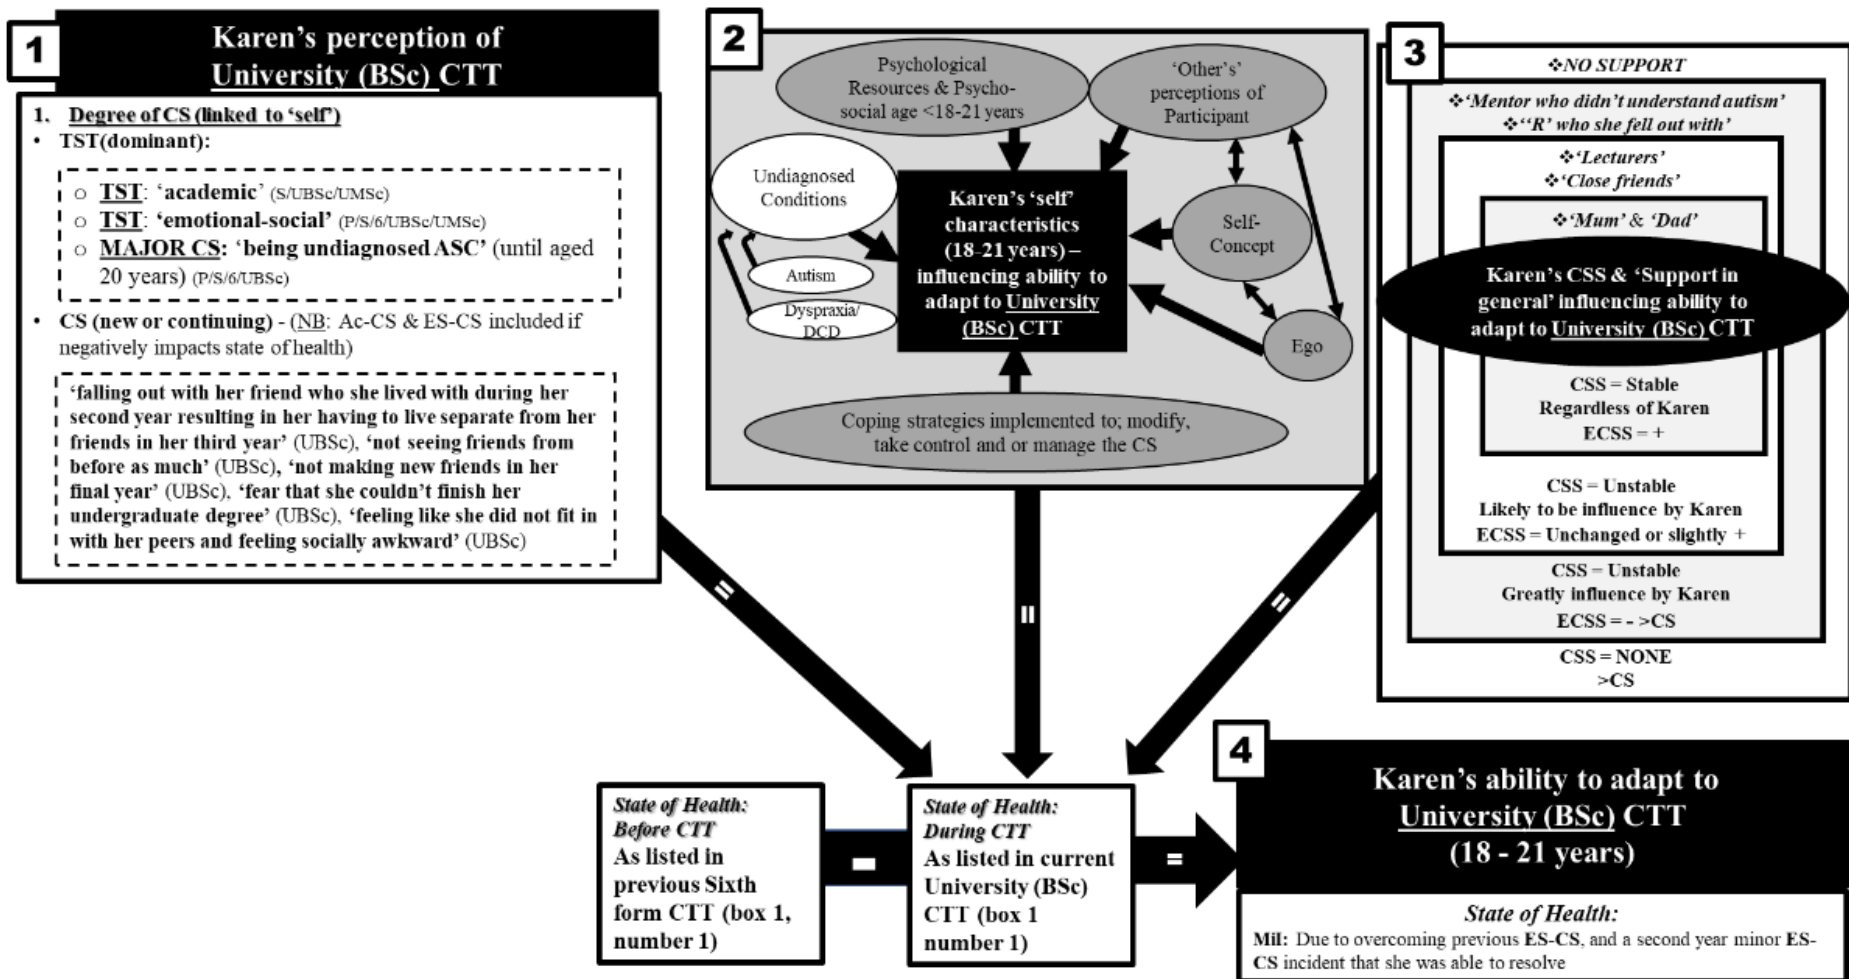 1
Karen's perception of
University (BSc) CTT
1. Degree of CS (linked to 'self')
• TST(dominant):
o TST: 'academic' (S/UBSc/UMSc)
o TST: 'emotional-social' (P/S/6/UBSc/UMSc)
o MAJOR CS: 'being undiagnosed ASC' (until aged
20 years) (P/S/6/UBSc)
• CS (new or continuing) - (NB: Ac-CS & ES-CS included if
negatively impacts state of health)
'falling out with her friend who she lived with during her
second year resulting in her having to live separate from her
friends in her third year' (UBSc), 'not seeing friends from
before as much' (UBSc), 'not making new friends in her
final year' (UBSc), 'fear that she couldn't finish her
undergraduate degree' (UBSc), 'feeling like she did not fit in
with her peers and feeling socially awkward' (UBSc)
2
Psychological
Resources & Psycho-
social age <18-21 years
'Other's'
perceptions of
Participant
Undiagnosed
Conditions
Autism
Dyspraxia/
DCD
Karen's 'self'
characteristics
(18-21 years) –
influencing ability to
adapt to University
(BSc) CTT
Self-
Concept
Ego
Coping strategies implemented to; modify,
take control and or manage the CS
3
❖NO SUPPORT
❖'Mentor who didn't understand autism'
❖''R' who she fell out with'
❖'Lecturers'
❖'Close friends'
❖'Mum' & 'Dad'
Karen's CSS & 'Support in
general' influencing ability to
adapt to University (BSc) CTT
CSS = Stable
Regardless of Karen
ECSS = +
CSS = Unstable
Likely to be influence by Karen
ECSS = Unchanged or slightly +
CSS = Unstable
Greatly influence by Karen
ECSS = - >CS
CSS = NONE
>CS
=
=
=
State of Health:
Before CTT
As listed in
previous Sixth
form CTT (box 1,
number 1)
-
State of Health:
During CTT
As listed in current
University (BSc)
CTT (box 1
number 1)
=
4
Karen's ability to adapt to
University (BSc) CTT
(18 - 21 years)
State of Health:
MiI: Due to overcoming previous ES-CS, and a second year minor ES-
CS incident that she was able to resolve